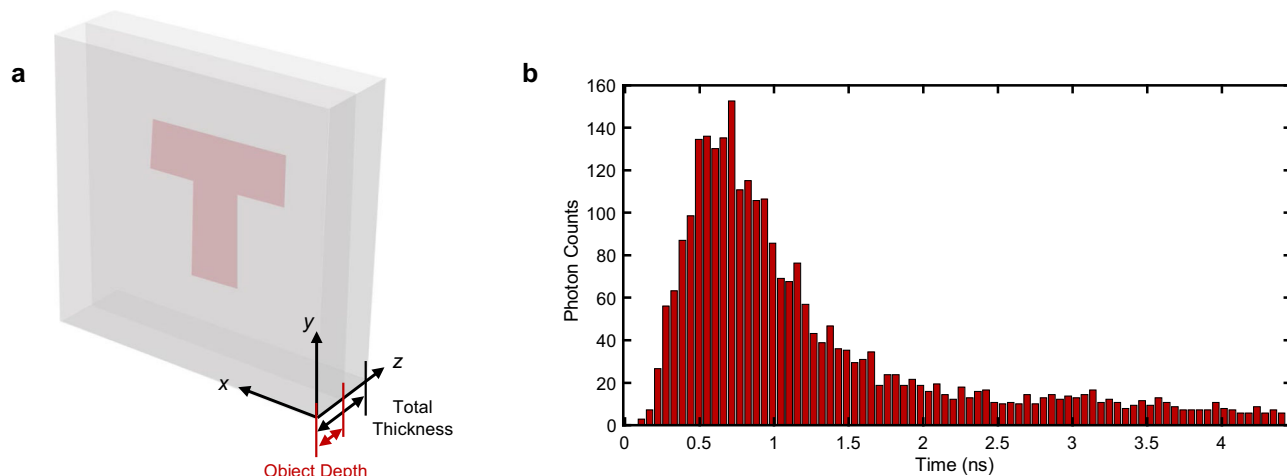 a
T
y
z
x
Total
Thickness
Object Depth
b
160
140
120
100
80
60
40
20
0
Photon Counts
0 0.5 1 1.5 2 2.5 3 3.5 4
Time (ns)